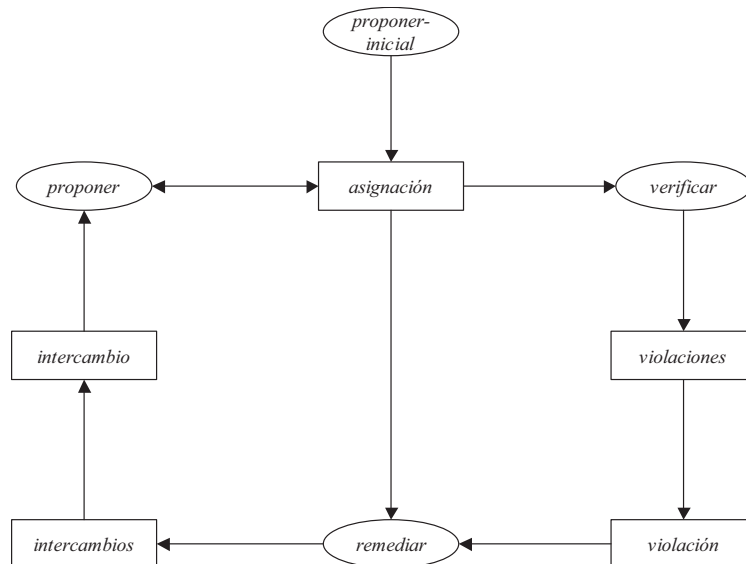 proponer-
inicial
proponer
asignación
verificar
intercambio
violaciones
intercambios
remediar
violación